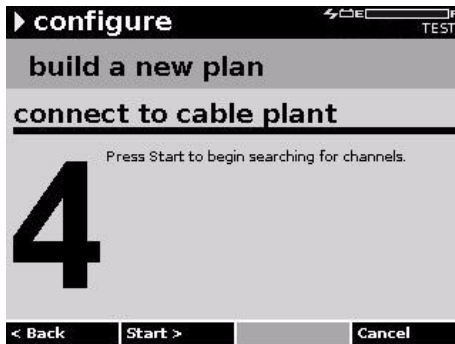 configure
E F
TEST
build a new plan
connect to cable plant
4
Press Start to begin searching for channels.
< Back Start > Cancel